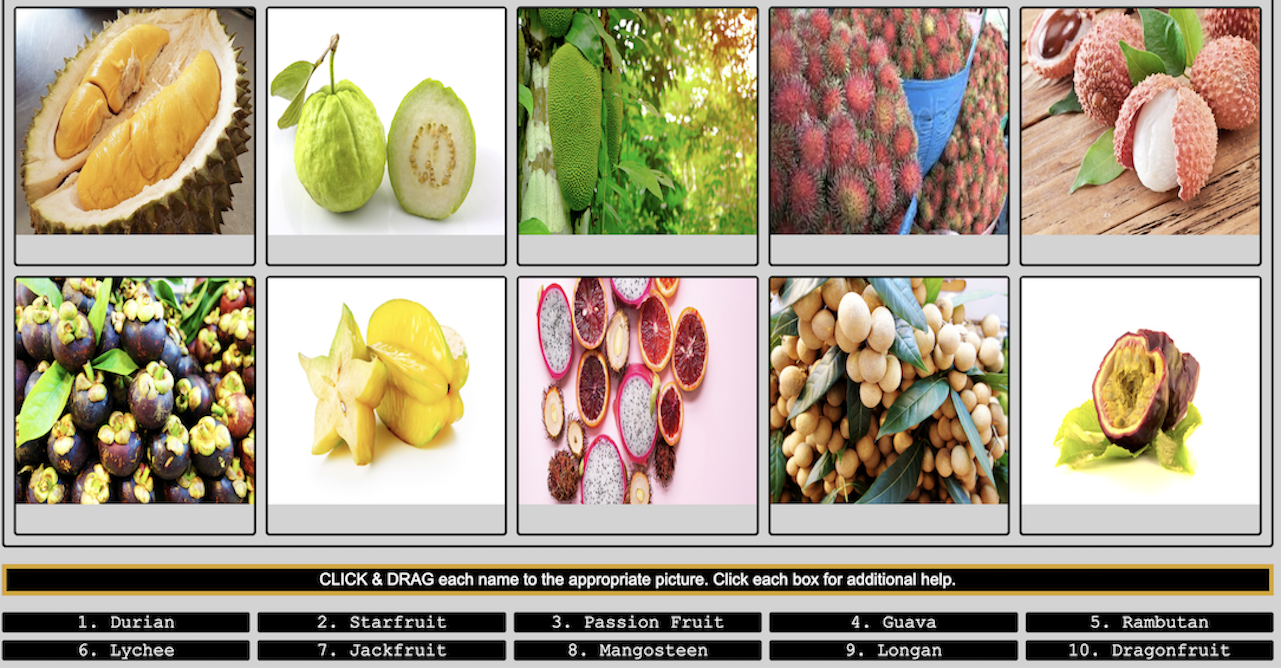 CLICK & DRAG each name to the appropriate picture. Click each box for additional help.
1. Durian
2. Starfruit
3. Passion Fruit
4. Guava
5. Rambutan
6. Lychee
7. Jackfruit
8. Mangosteen
9. Longan
10. Dragonfruit